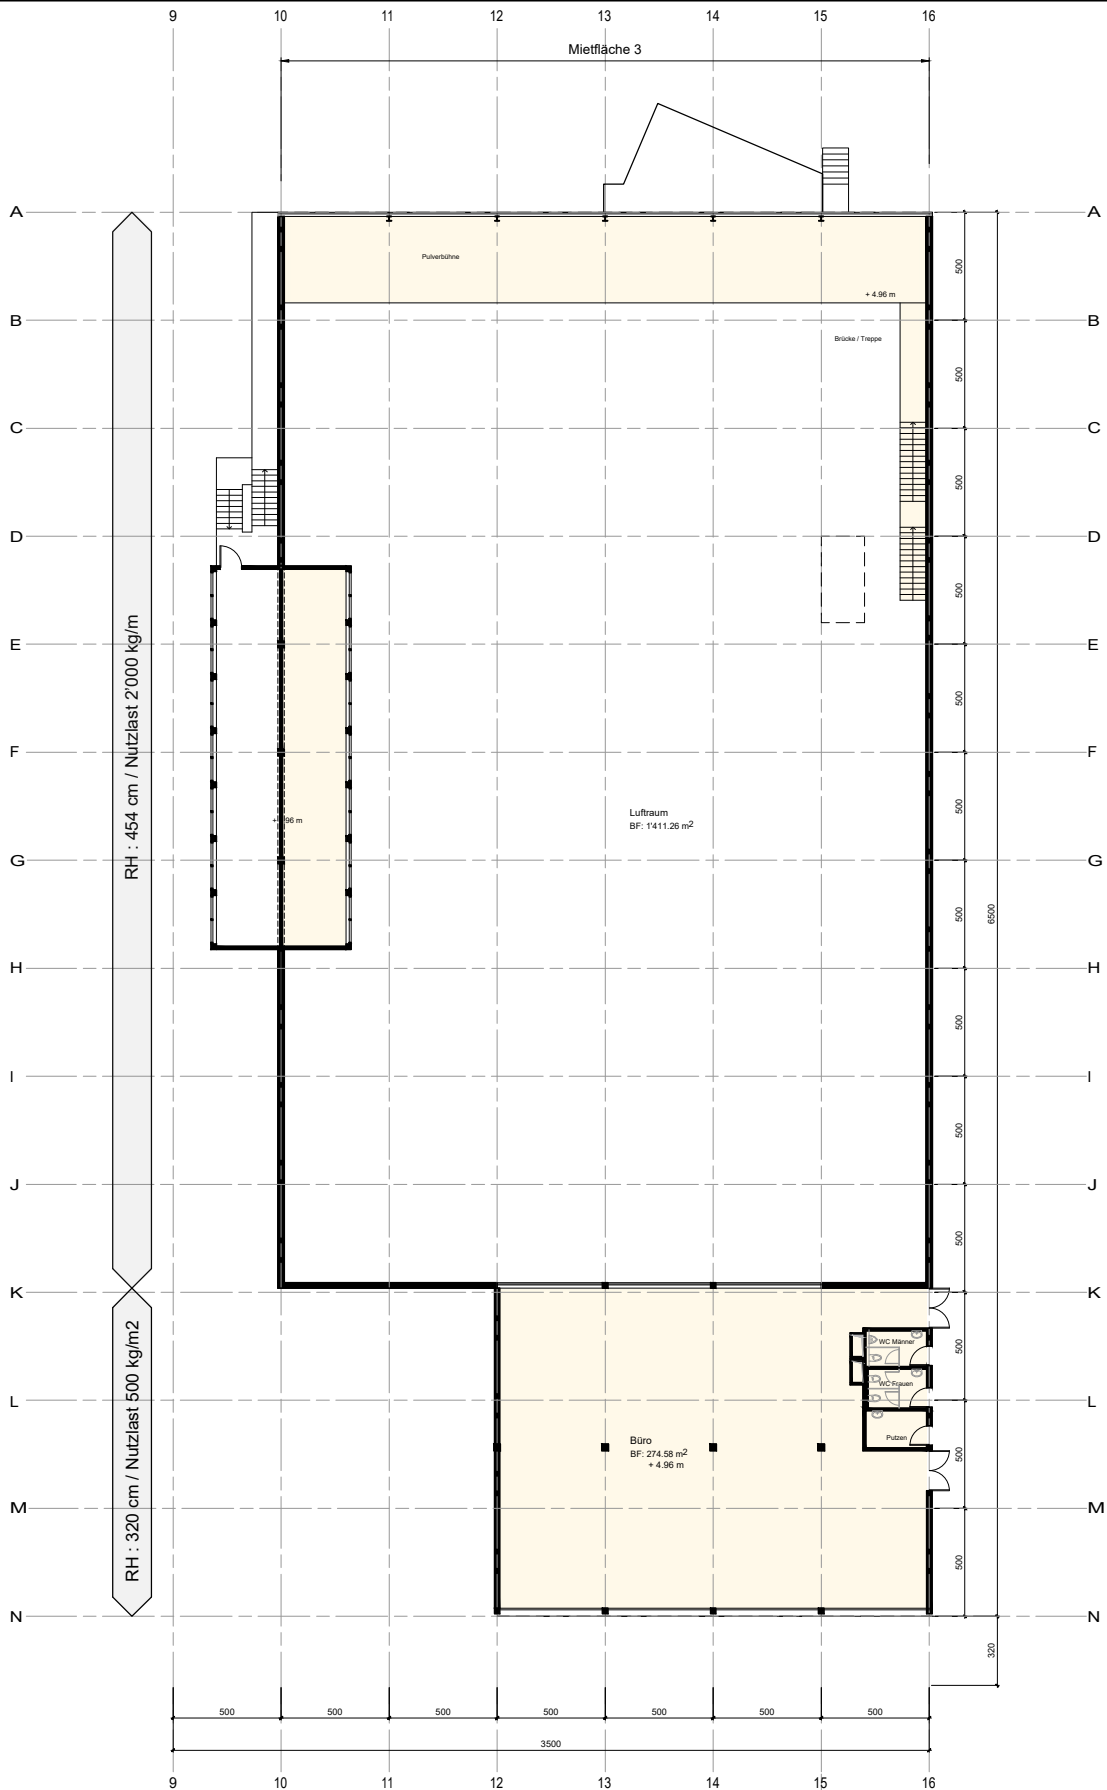 9 10 11 12 13 14 15 16
Mietfläche 3
A A
500
Pulverbühne
+ 4.96 m
B B
Brücke / Treppe
500
C C
500
D D
500
RH : 454 cm / Nutzlast 2'000 kg/m
E E
500
F F
500
Luftraum
BF: 1'411.26 m2
96 m
G G
500
6500
H H
500
I I
500
J J
500
K K
500
WC Männer
WC Frauen
L L
Putzen
500
Büro
BF: 274.58 m2
+ 4.96 m
RH : 320 cm / Nutzlast 500 kg/m2
M M
500
N N
320
500 500 500 500 500 500 500
3500
9 10 11 12 13 14 15 16